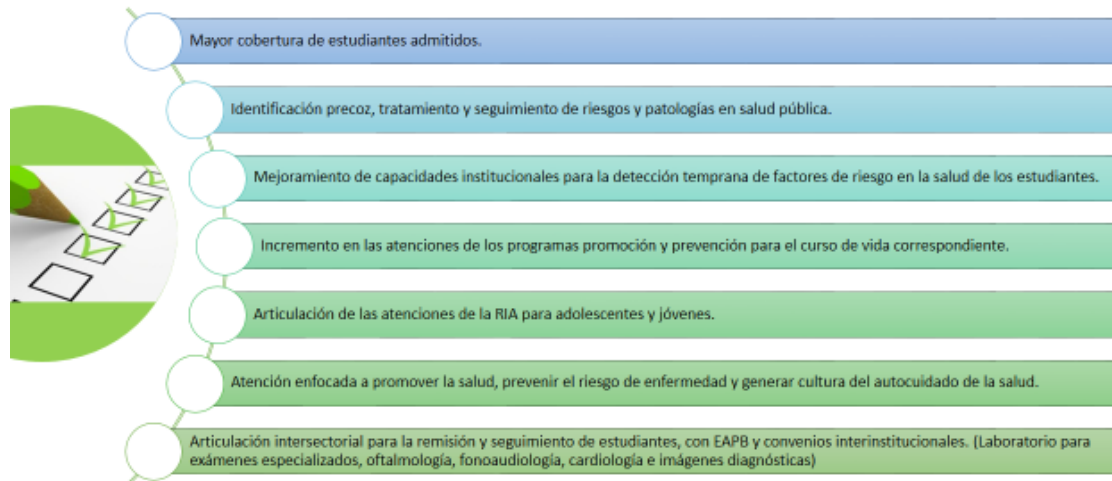 Mayor cobertura de estudiantes admitidos.
Identificación precoz, tratamiento y seguimiento de riesgos y patologías en salud pública.
Mejoramiento de capacidades institucionales para la detección temprana de factores de riesgo en la salud de los estudiantes.
Incremento en las atenciones de los programas promoción y prevención para el curso de vida correspondiente.
Articulación de las atenciones de la RIA para adolescentes y jóvenes.
Atención enfocada a promover la salud, prevenir el riesgo de enfermedad y generar cultura del autocuidado de la salud.
Articulación intersectorial para la remisión y seguimiento de estudiantes, con EAPB y convenios interinstitucionales. (Laboratorio para
exámenes especializados, oftalmología, fonoaudiología, cardiología e imágenes diagnósticas)